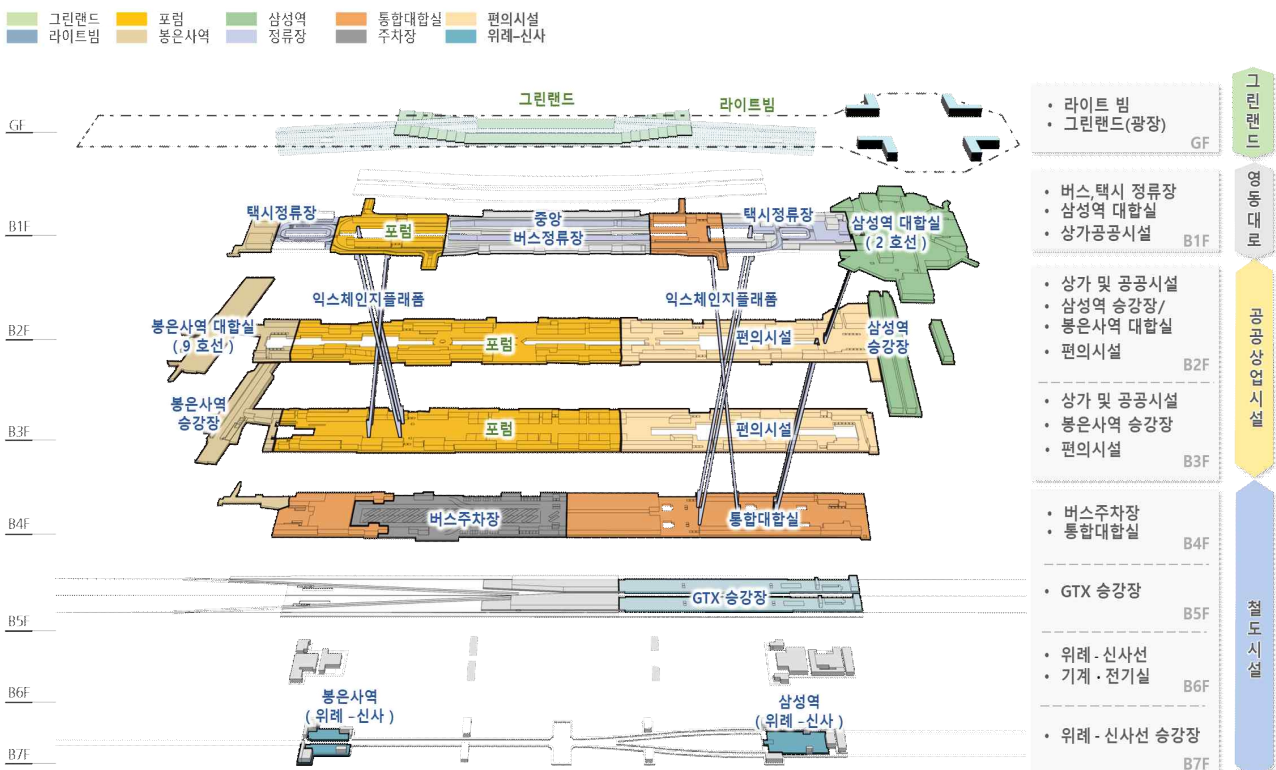 그린랜드 포럼 삼성역 통합대합실 편의시설
라이트빔 봉은사역 정류장 주차장 위례-신사
그린랜드
라이트빔
GF
• 라이트 빔
• 그린랜드(광장)
GF
그린랜드
택시정류장
포럼
중앙
버스정류장
택시정류장
삼성역 대합실
( 2 호선 )
B1F
• 버스,택시 정류장
• 삼성역 대합실
• 상가공공시설
B1F
영동대로
익스체인지플래폼
익스체인지플래폼
봉은사역 대합실
( 9 호선 )
포럼
편의시설
삼성역
승강장
B2F
• 상가 및 공공시설
• 삼성역 승강장/
• 봉은사역 대합실
• 편의시설
B2F
공공상업시설
봉은사역
승강장
포럼
편의시설
B3F
• 상가 및 공공시설
• 봉은사역 승강장
• 편의시설
B3F
버스주차장
통합대합실
B4F
• 버스주차장
• 통합대합실
B4F
GTX 승강장
B5F
• GTX 승강장
B5F
철도시설
B6F
• 위례 - 신사선
• 기계 · 전기실
B6F
봉은사역
( 위례 -신사 )
삼성역
( 위례 -신사 )
B7F
• 위례 - 신사선 승강장
B7F